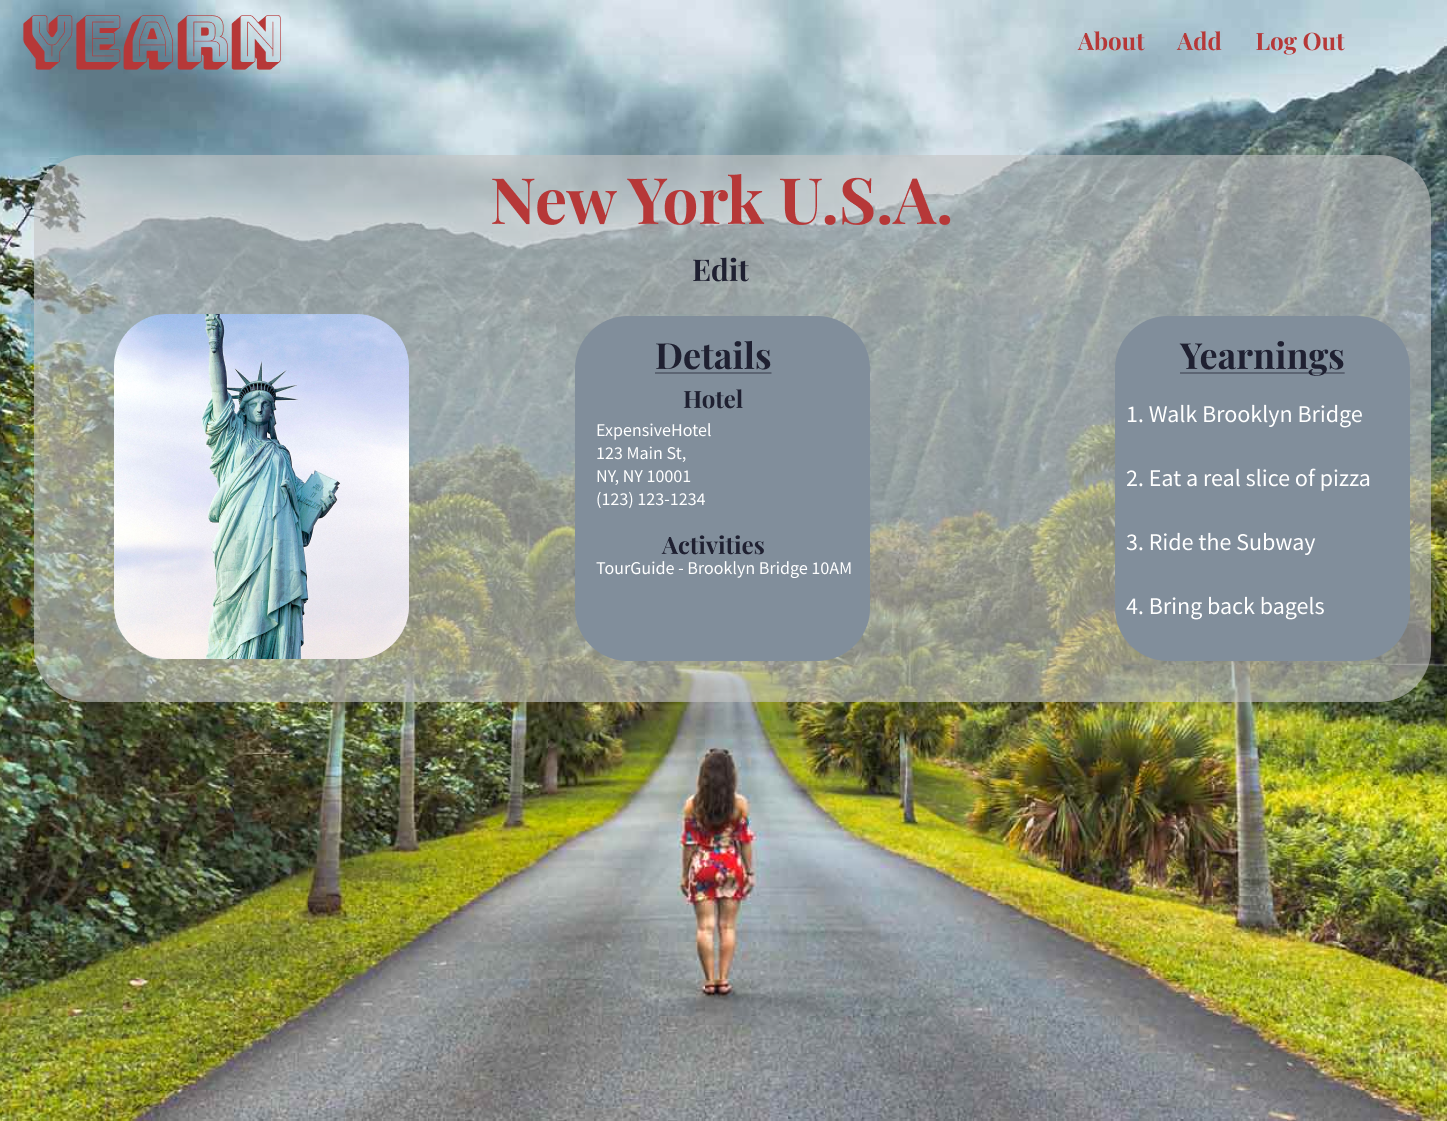 YEARN
About Add Log Out
New York U.S.A.
Edit
Details
Hotel
ExpensiveHotel
123 Main St,
NY, NY 10001
(123) 123-1234
Activities
TourGuide - Brooklyn Bridge 10AM
Yearnings
1. Walk Brooklyn Bridge
2. Eat a real slice of pizza
3. Ride the Subway
4. Bring back bagels